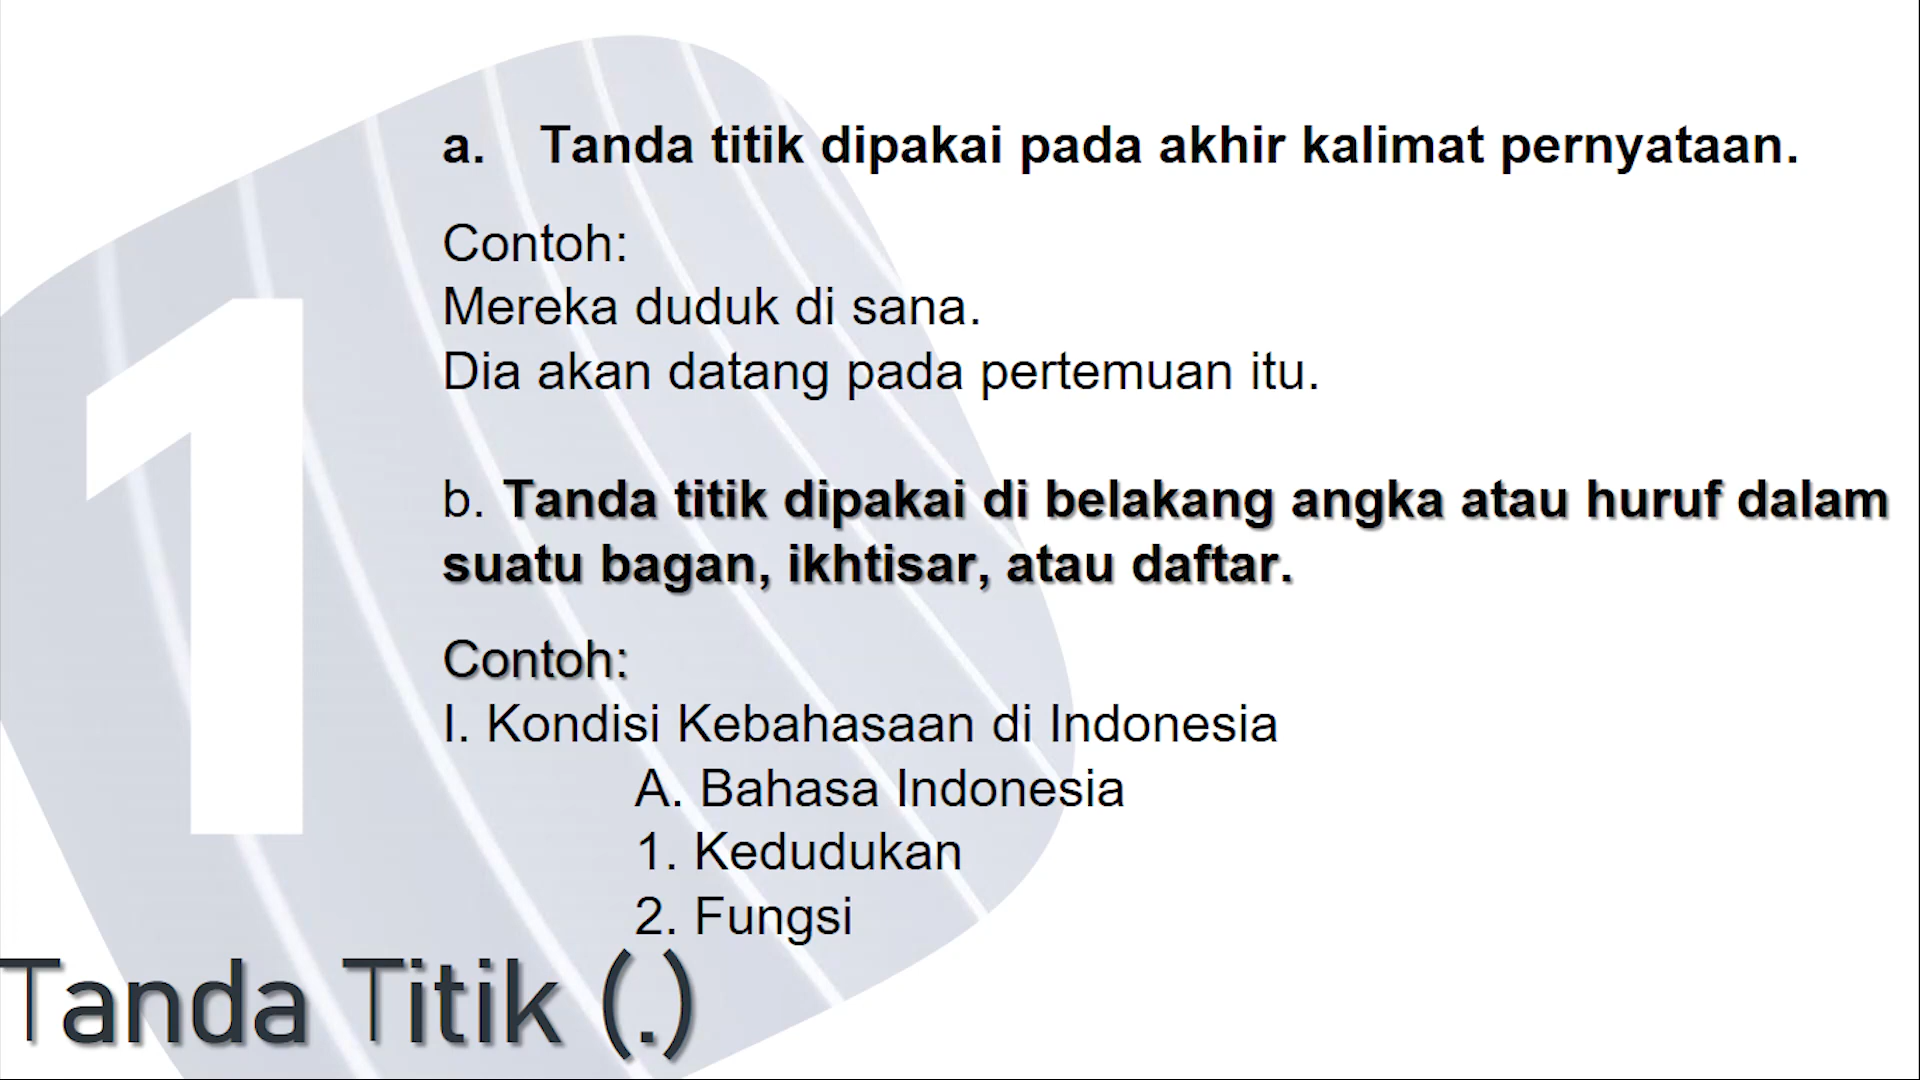 1
a. Tanda titik dipakai pada akhir kalimat pernyataan.
Contoh:
Mereka duduk di sana.
Dia akan datang pada pertemuan itu.
b. Tanda titik dipakai di belakang angka atau huruf dalam
suatu bagan, ikhtisar, atau daftar.
Contoh:
I. Kondisi Kebahasaan di Indonesia
A. Bahasa Indonesia
1. Kedudukan
2. Fungsi
Tanda Titik (.)